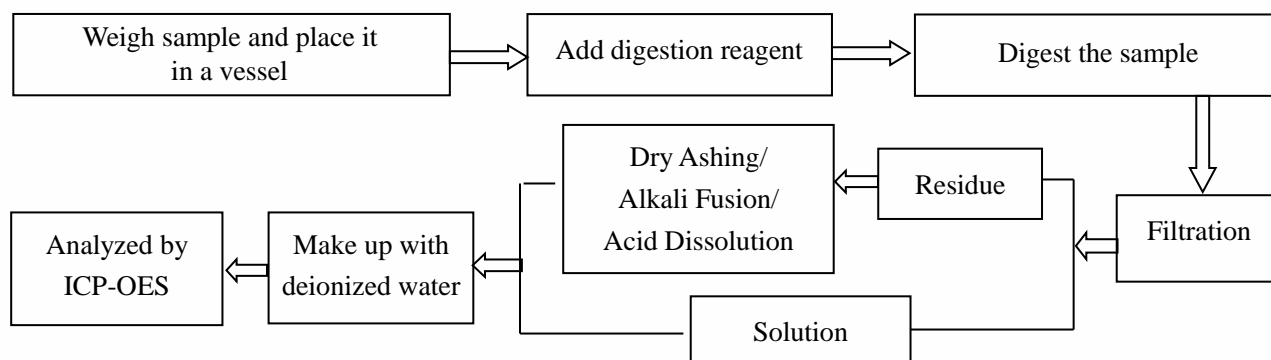 Weigh sample and place it
in a vessel
Add digestion reagent
Digest the sample
Filtration
Residue
Dry Ashing/
Alkali Fusion/
Acid Dissolution
Solution
Make up with
deionized water
Analyzed by
ICP-OES